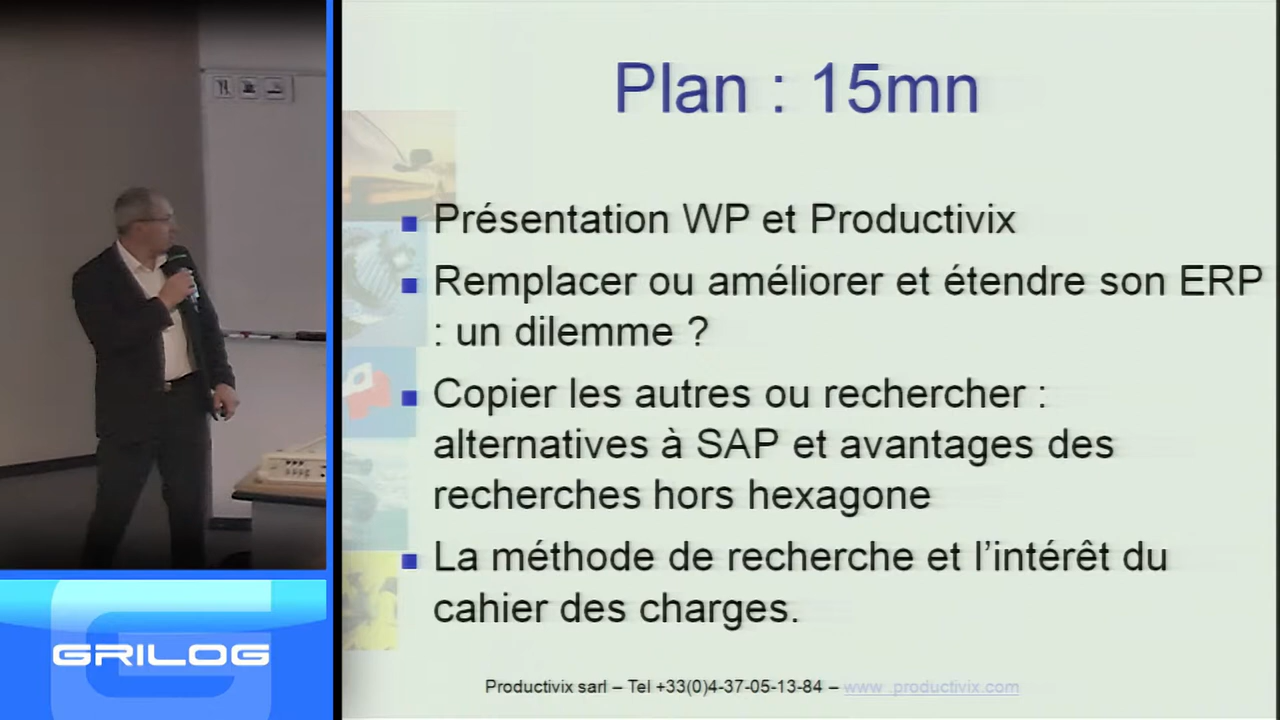 Plan : 15mn
Présentation WP et Productivix
Remplacer ou améliorer et étendre son ERP
: un dilemme ?
Copier les autres ou rechercher :
alternatives à SAP et avantages des
recherches hors hexagone
La méthode de recherche et l’intérêt du
cahier des charges.
Productivix sarl – Tel +33(0)4-37-05-13-84 – www .productivix.com
GRILOG